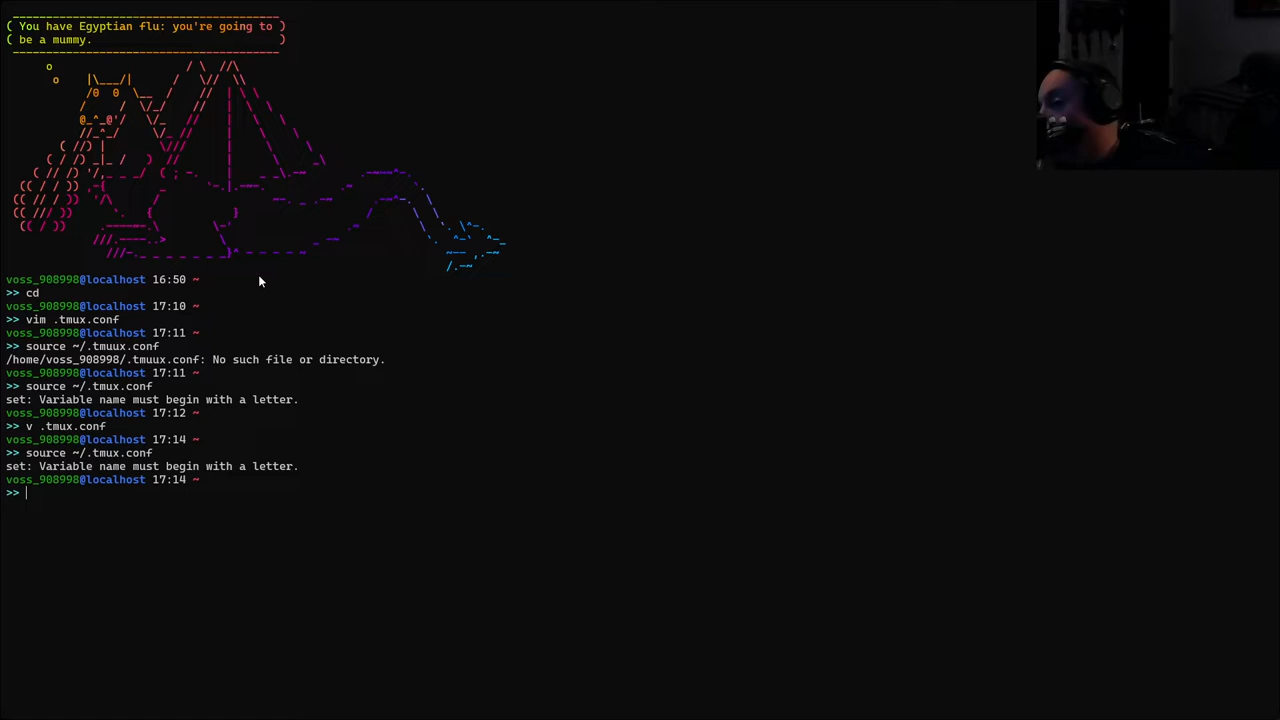 ( You have Egyptian flu: you're going to )
( be a mummy. )
voss_908998@localhost 16:50 ~
>> cd
voss_908998@localhost 17:10 ~
>> vim .tmux.conf
voss_908998@localhost 17:11 ~
>> source ~/.tmuux.conf
/home/voss_908998/.tmuux.conf: No such file or directory.
voss_908998@localhost 17:11 ~
>> source ~/.tmux.conf
set: Variable name must begin with a letter.
voss_908998@localhost 17:12 ~
>> v .tmux.conf
voss_908998@localhost 17:14 ~
>> source ~/.tmux.conf
set: Variable name must begin with a letter.
voss_908998@localhost 17:14 ~
>>